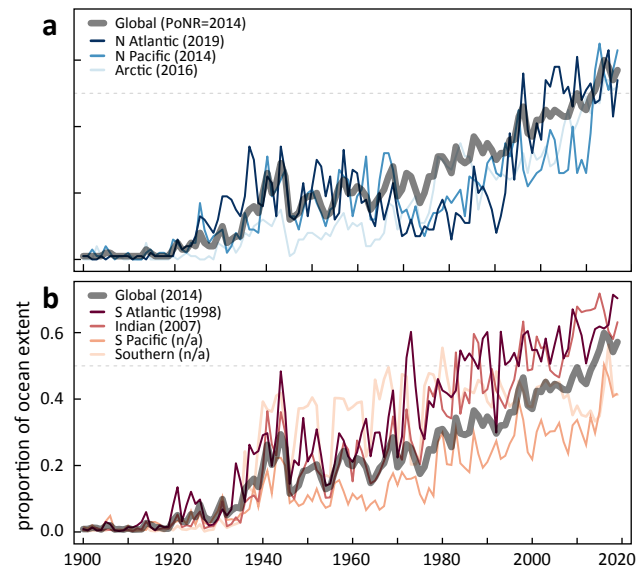 a
Global (PoNR=2014)
N Atlantic (2019)
N Pacific (2014)
Arctic (2016)
b
Global (2014)
S Atlantic (1998)
Indian (2007)
S Pacific (n/a)
Southern (n/a)
proportion of ocean extent
0.6
0.4
0.2
0.0
1900 1920 1940 1960 1980 2000 2020